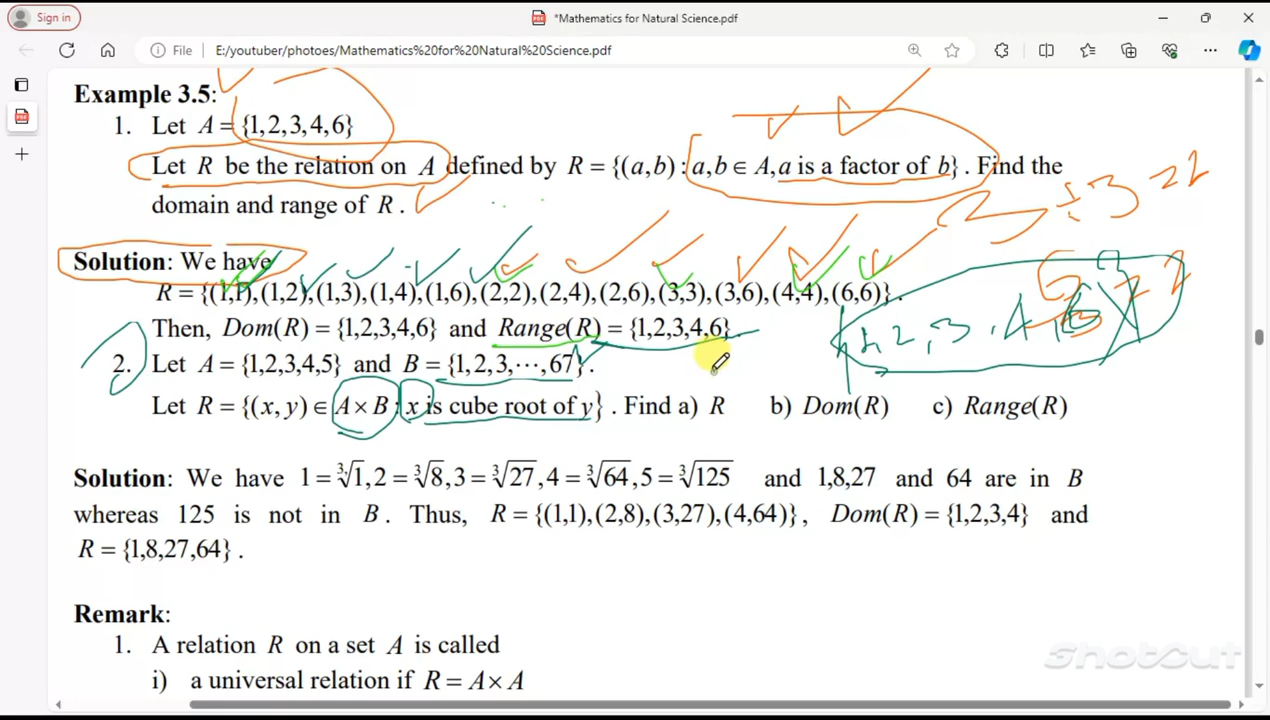 Sign in
*Mathematics for Natural Science.pdf
File
E:/youtuber/photoes/Mathematics%20for%20Natural%20Science.pdf
Example 3.5:
1. Let A = {1,2,3,4,6}
Let R be the relation on A defined by R = {(a,b) : a,b ∈ A, a is a factor of b} . Find the
domain and range of R .
Solution: We have
R = {(1,1),(1,2),(1,3),(1,4),(1,6),(2,2),(2,4),(2,6),(3,3),(3,6),(4,4),(6,6)} .
Then, Dom(R) = {1,2,3,4,6} and Range(R) = {1,2,3,4,6}
2. Let A = {1,2,3,4,5} and B = {1,2,3,⋯,67}.
Let R = {(x, y) ∈ A × B : x is cube root of y} . Find a) R b) Dom(R) c) Range(R)
Solution: We have 1 = ∛1, 2 = ∛8, 3 = ∛27, 4 = ∛64, 5 = ∛125 and 1,8,27 and 64 are in B
whereas 125 is not in B . Thus, R = {(1,1),(2,8),(3,27),(4,64)}, Dom(R) = {1,2,3,4} and
R = {1,8,27,64} .
Remark:
1. A relation R on a set A is called
i) a universal relation if R = A × A
shotcut